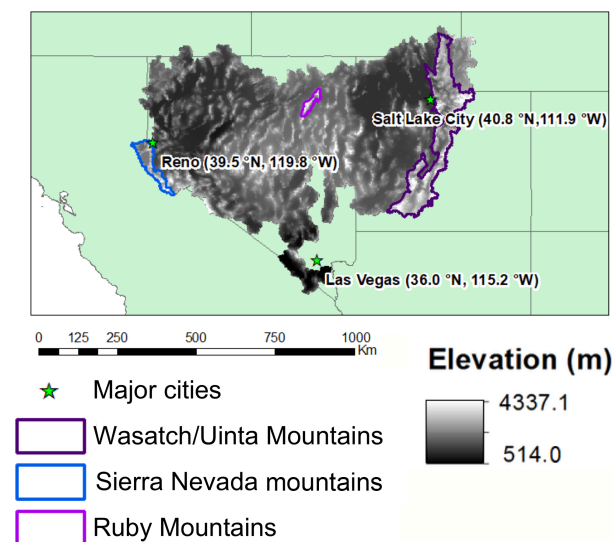 Salt Lake City (40.8 °N,111.9 °W)
Reno (39.5 °N, 119.8 °W)
Las Vegas (36.0 °N, 115.2 °W)
0 125 250 500 750 1000
Km
Elevation (m)
4337.1
514.0
Major cities
Wasatch/Uinta Mountains
Sierra Nevada mountains
Ruby Mountains